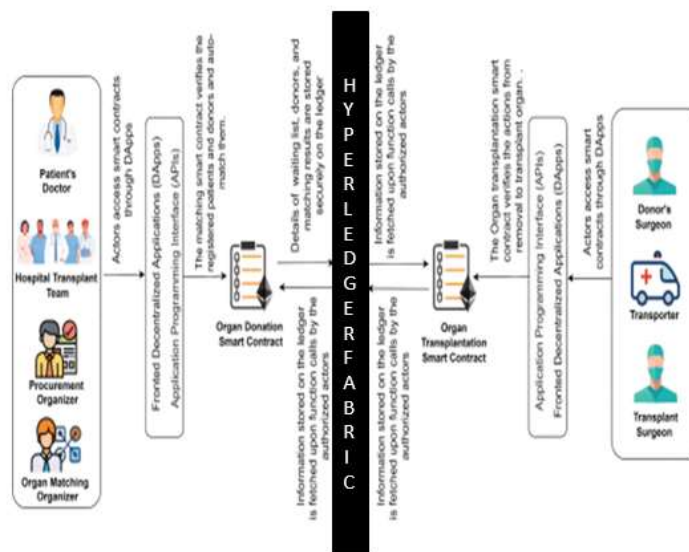 Patient's
Doctor
Hospital Transplant
Team
Procurement
Organizer
Organ Matching
Organizer
Actors access smart contracts
through DApps
Fronted Decentralized Applications (DApps)
Application Programming Interface (APIs)
The matching smart contract verifies the
registered patients and donors and auto-
match them.
Organ Donation
Smart Contract
Details of waiting list, donors, and
matching results are stored
securely on the ledger
Information stored on the ledger
is fetched upon function calls by the
authorized actors
HYPERLEDGERFABRIC
Information stored on the ledger
is fetched upon function calls by the
authorized actors
Information stored on the ledger
is fetched upon function calls by the
authorized actors
Organ
Transplantation
Smart Contract
The Organ transplantation smart
contract verifies the actions from
removal to transplant organ. .
Application Programming Interface (APIs)
Fronted Decentralized Applications (DApps)
Actors access smart
contracts through DApps
Donor's
Surgeon
Transporter
Transplant
Surgeon